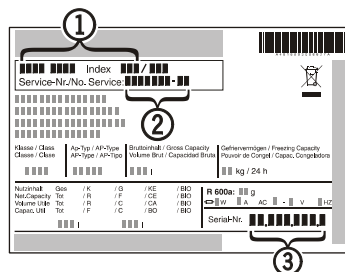 1
Index /
Service-Nr./No. Service: -
2
Klasse / Class
Classe / Clase
Ap-Typ / AP-Type
AP-Type / AP-Tipo
Bruttoinhalt / Gross Capacity
Volume Brut / Capacidad Bruta
Gefriervermögen / Freezing Capacity
Pouvoir de Congel / Capac. Congeladora
l
kg / 24 h
Nutzinhalt Ges / K / G / KE / BIO
Net.Capacity Tot / R / F / CE / BIO
Volume Utile Tot / R / C / CA / BIO
Capac. Util Tot / F / C / BO / BIO
l l
R 600a: g
W A AC - V HZ
Serial-Nr.
3